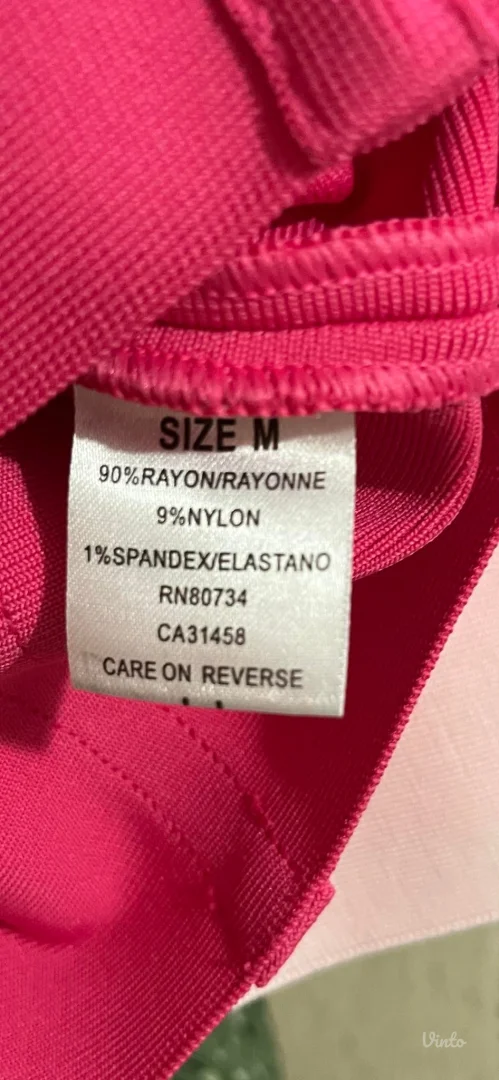 SIZE M
90%RAYON/RAYONNE
9%NYLON
1%SPANDEX/ELASTANO
RN80734
CA31458
CARE ON REVERSE
Vinto